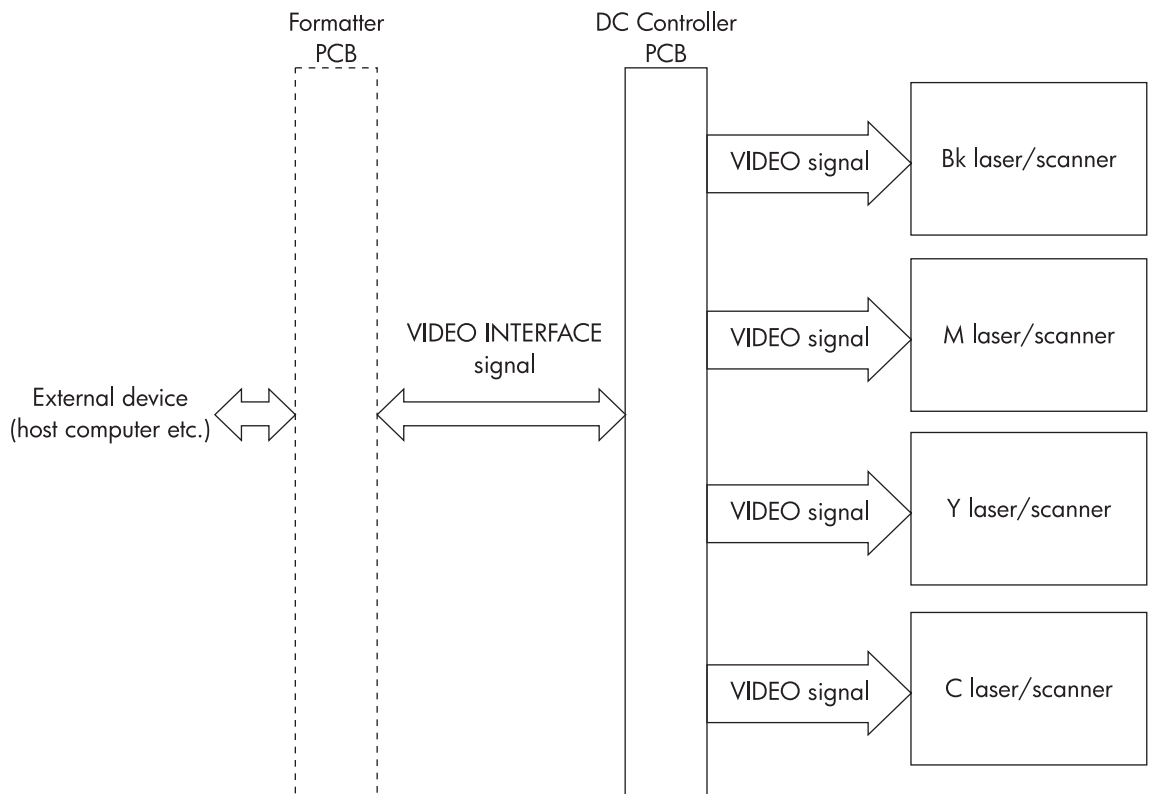 Formatter
PCB
DC Controller
PCB
VIDEO signal
Bk laser/scanner
VIDEO signal
M laser/scanner
VIDEO INTERFACE
signal
External device
(host computer etc.)
VIDEO signal
Y laser/scanner
VIDEO signal
C laser/scanner